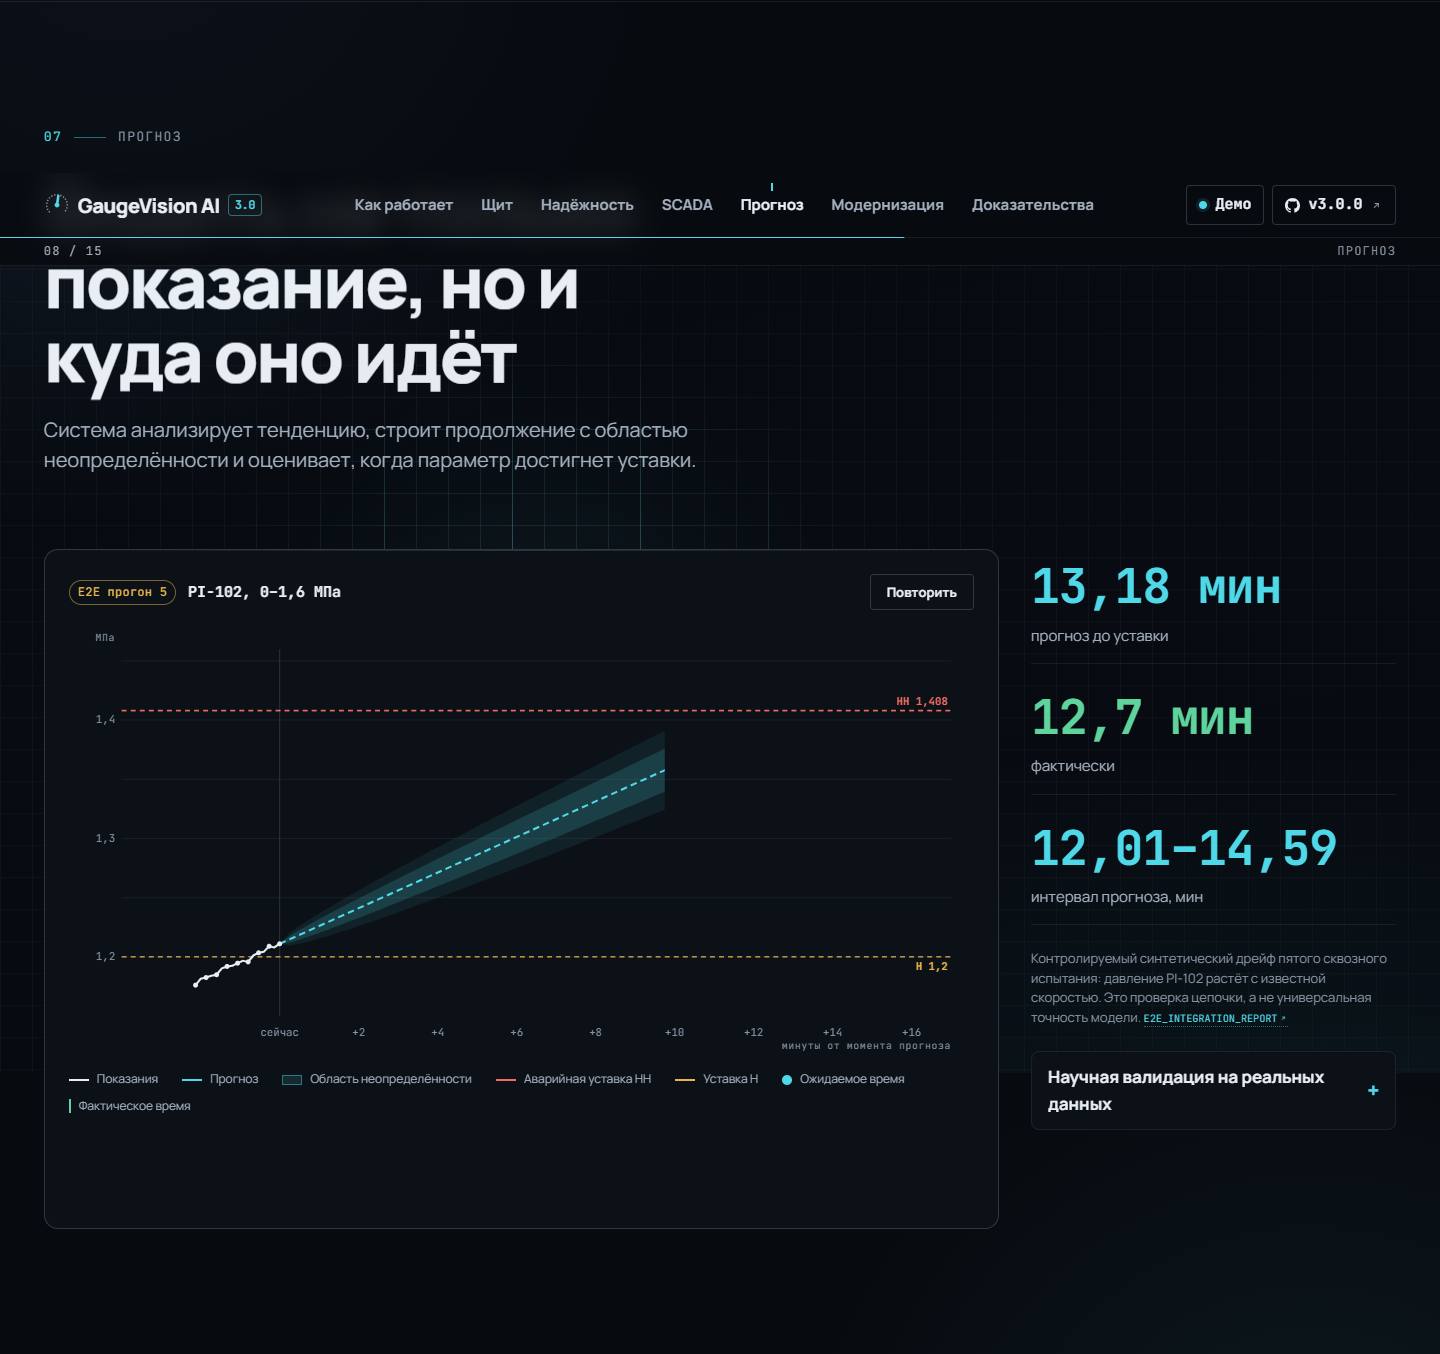 07 ПРОГНОЗ
GaugeVision AI 3.0 Как работает Щит Надёжность SCADA Прогноз Модернизация Доказательства Демо v3.0.0 ↗
08 / 15 ПРОГНОЗ
показание, но и
куда оно идёт
Система анализирует тенденцию, строит продолжение с областью
неопределённости и оценивает, когда параметр достигнет уставки.
E2E прогон 5 PI-102, 0–1,6 МПа Повторить
МПа
HH 1,408
1,4
1,3
1,2
H 1,2
сейчас +2 +4 +6 +8 +10 +12 +14 +16
минуты от момента прогноза
Показания Прогноз Область неопределённости Аварийная уставка HH Уставка H Ожидаемое время
Фактическое время
13,18 мин
прогноз до уставки
12,7 мин
фактически
12,01–14,59
интервал прогноза, мин
Контролируемый синтетический дрейф пятого сквозного
испытания: давление PI-102 растёт с известной
скоростью. Это проверка цепочки, а не универсальная
точность модели. E2E_INTEGRATION_REPORT ↗
Научная валидация на реальных
данных +